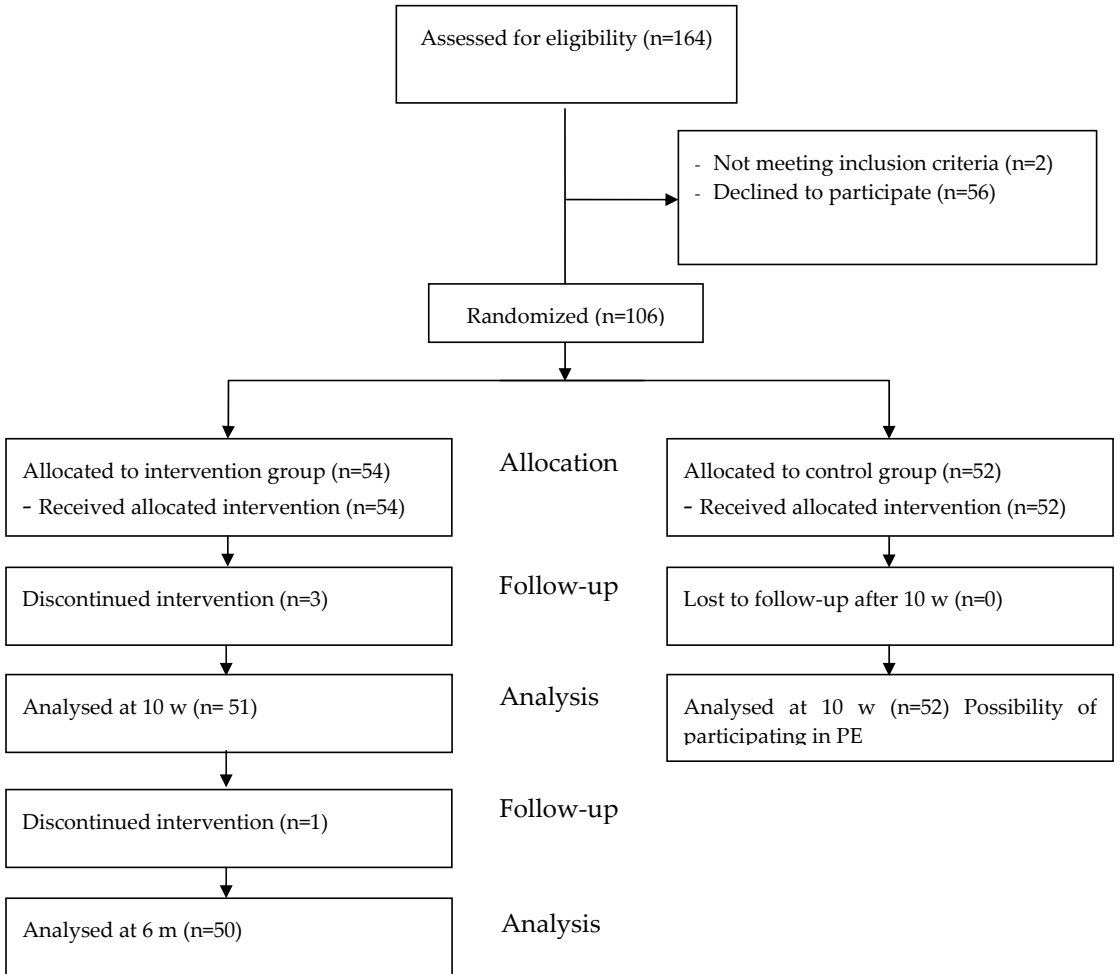 Assessed for eligibility (n=164)
- Not meeting inclusion criteria (n=2)
- Declined to participate (n=56)
Randomized (n=106)
Allocated to intervention group (n=54)
- Received allocated intervention (n=54)
Allocation
Allocated to control group (n=52)
- Received allocated intervention (n=52)
Discontinued intervention (n=3)
Follow-up
Lost to follow-up after 10 w (n=0)
Analysed at 10 w (n= 51)
Analysis
Analysed at 10 w (n=52) Possibility of
participating in PE
Discontinued intervention (n=1)
Follow-up
Analysed at 6 m (n=50)
Analysis